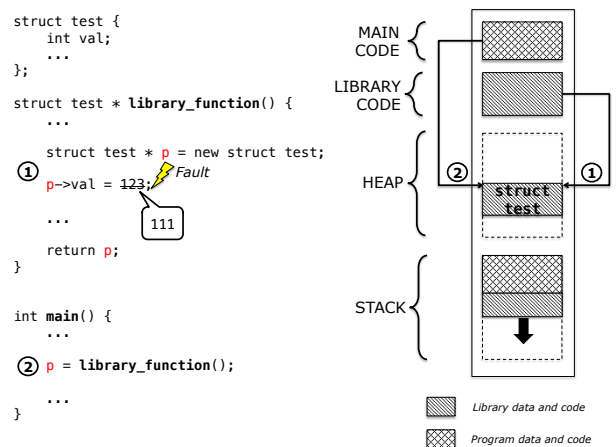 struct test {
int val;
...
};
struct test * library_function() {
...
struct test * p = new struct test;
① Fault
p->val = 123;
111
...
return p;
}
int main() {
...
② p = library_function();
...
}
MAIN
CODE
LIBRARY
CODE
HEAP
② ①
struct
test
STACK
Library data and code
Program data and code